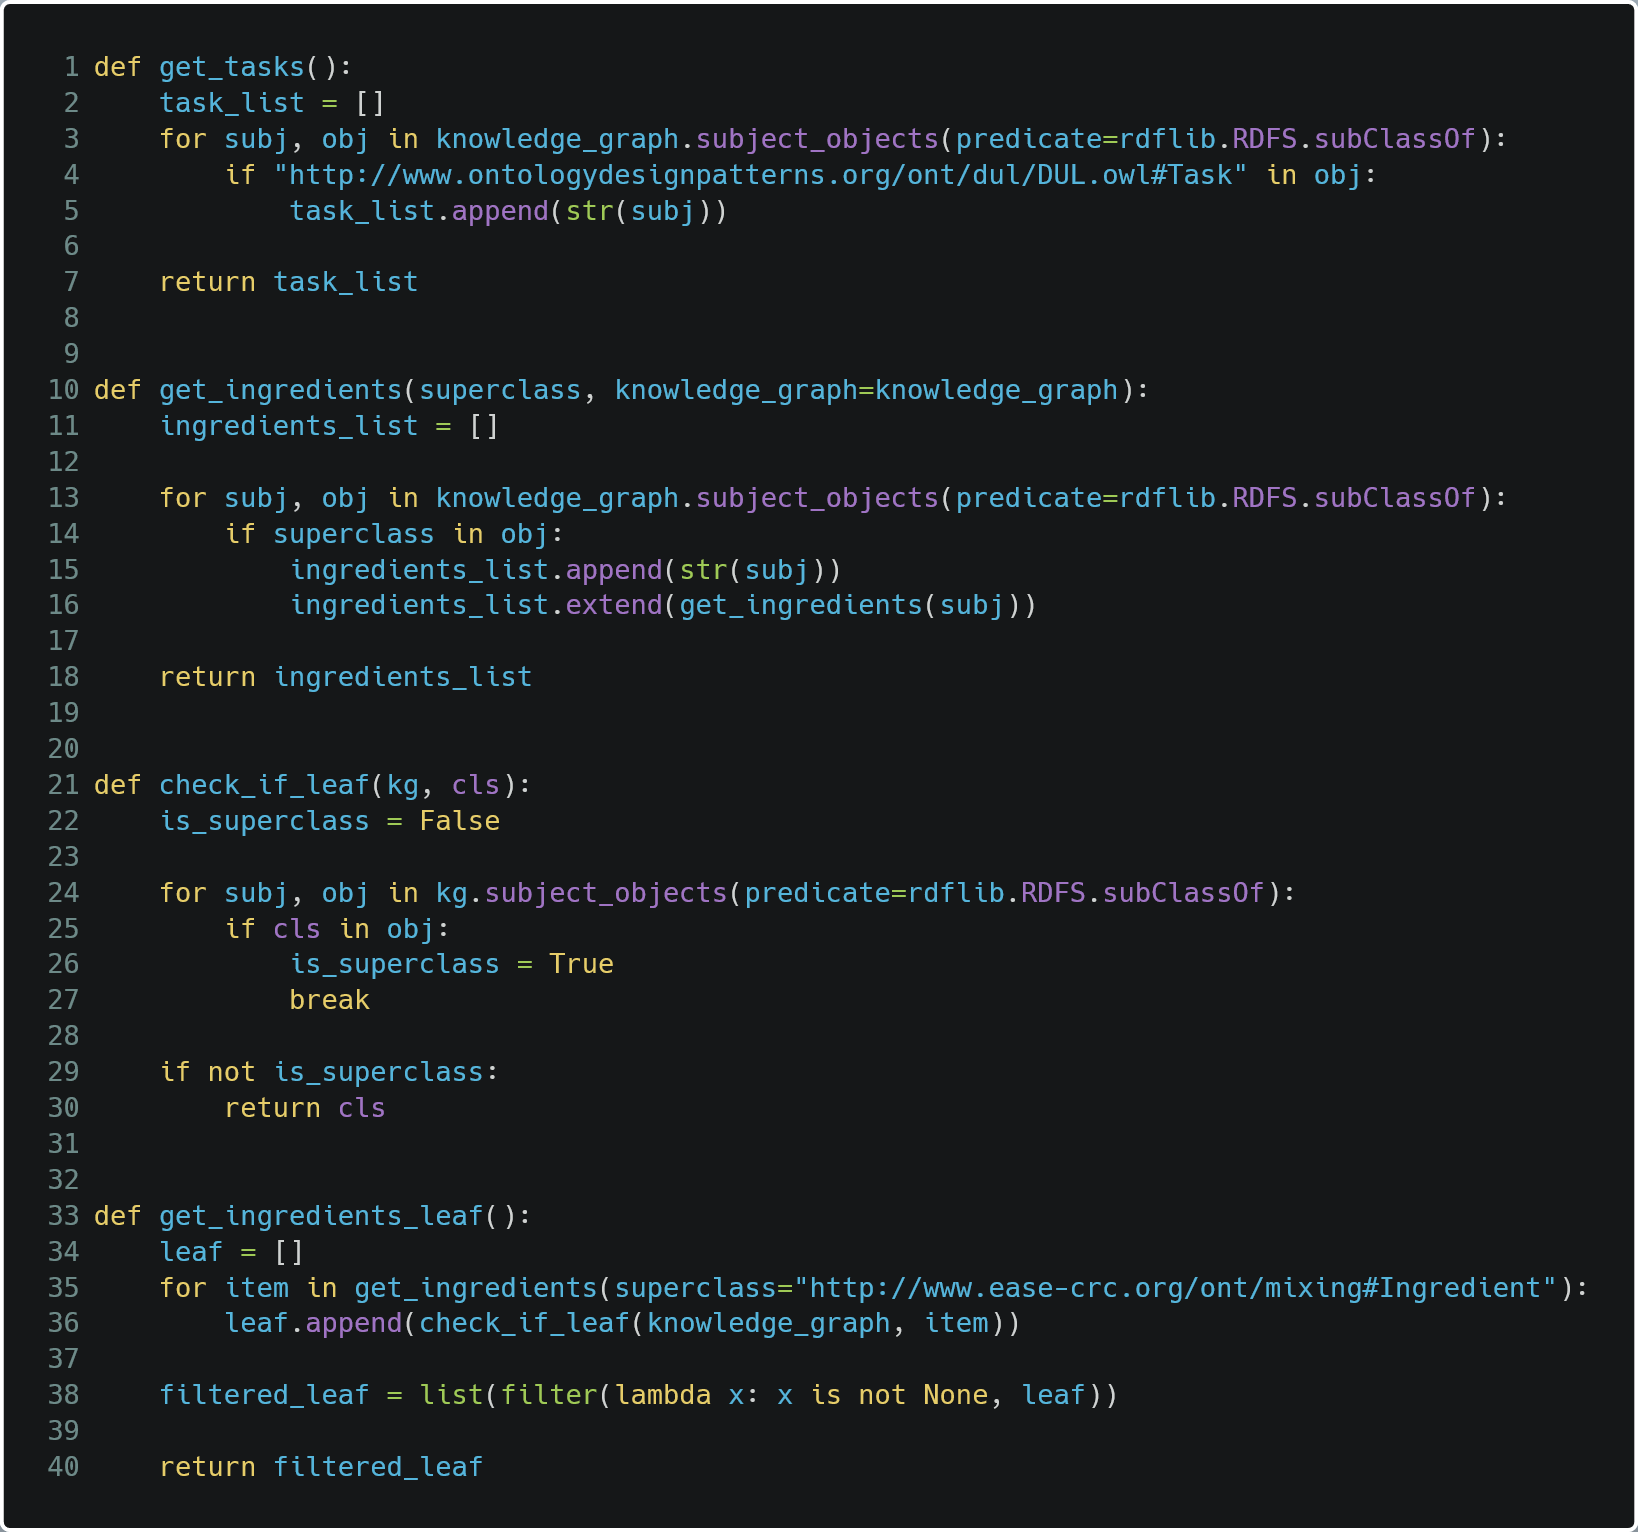 1 def get_tasks():
2     task_list = []
3     for subj, obj in knowledge_graph.subject_objects(predicate=rdflib.RDFS.subClassOf):
4         if "http://www.ontologydesignpatterns.org/ont/dul/DUL.owl#Task" in obj:
5             task_list.append(str(subj))
6
7     return task_list
8
9
10 def get_ingredients(superclass, knowledge_graph=knowledge_graph):
11     ingredients_list = []
12
13     for subj, obj in knowledge_graph.subject_objects(predicate=rdflib.RDFS.subClassOf):
14         if superclass in obj:
15             ingredients_list.append(str(subj))
16             ingredients_list.extend(get_ingredients(subj))
17
18     return ingredients_list
19
20
21 def check_if_leaf(kg, cls):
22     is_superclass = False
23
24     for subj, obj in kg.subject_objects(predicate=rdflib.RDFS.subClassOf):
25         if cls in obj:
26             is_superclass = True
27             break
28
29     if not is_superclass:
30         return cls
31
32
33 def get_ingredients_leaf():
34     leaf = []
35     for item in get_ingredients(superclass="http://www.ease-crc.org/ont/mixing#Ingredient"):
36         leaf.append(check_if_leaf(knowledge_graph, item))
37
38     filtered_leaf = list(filter(lambda x: x is not None, leaf))
39
40     return filtered_leaf